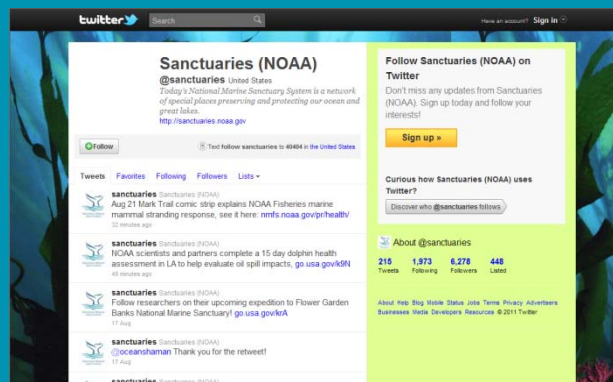 twitter
Search
Have an account? Sign in
Sanctuaries (NOAA)
@sanctuaries United States
Today's National Marine Sanctuary System is a network
of special places preserving and protecting our ocean and
great lakes.
http://sanctuaries.noaa.gov
Follow
Text follow sanctuaries to 40404 in the United States
Tweets Favorites Following Followers Lists
sanctuaries Sanctuaries (NOAA)
Aug 21 Mark Trail comic strip explains NOAA Fisheries marine
mammal stranding response, see it here: nmfs.noaa.gov/pr/health/
32 minutes ago
sanctuaries Sanctuaries (NOAA)
NOAA scientists and partners complete a 15 day dolphin health
assessment in LA to help evaluate oil spill impacts, go.usa.gov/k9N
48 minutes ago
sanctuaries Sanctuaries (NOAA)
Follow researchers on their upcoming expedition to Flower Garden
Banks National Marine Sanctuary! go.usa.gov/krA
17 Aug
sanctuaries Sanctuaries (NOAA)
@oceanshaman Thank you for the retweet!
17 Aug
sanctuaries Sanctuaries (NOAA)
Follow Sanctuaries (NOAA) on
Twitter
Don't miss any updates from Sanctuaries
(NOAA). Sign up today and follow your
interests!
Sign up »
Curious how Sanctuaries (NOAA) uses
Twitter?
Discover who @sanctuaries follows
About @sanctuaries
215 1,973 6,278 448
Tweets Following Followers Listed
About Help Blog Mobile Status Jobs Terms Privacy Advertisers
Businesses Media Developers Resources © 2011 Twitter